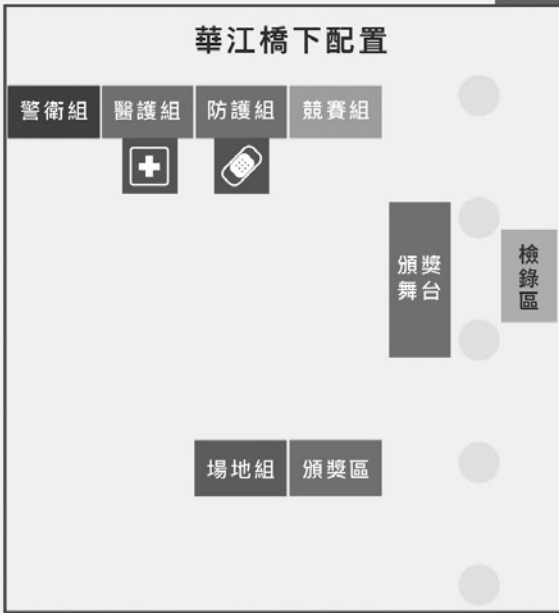 華江橋下配置
警衛組 醫護組 防護組 競賽組
頒獎
舞台
檢錄區
場地組 頒獎區